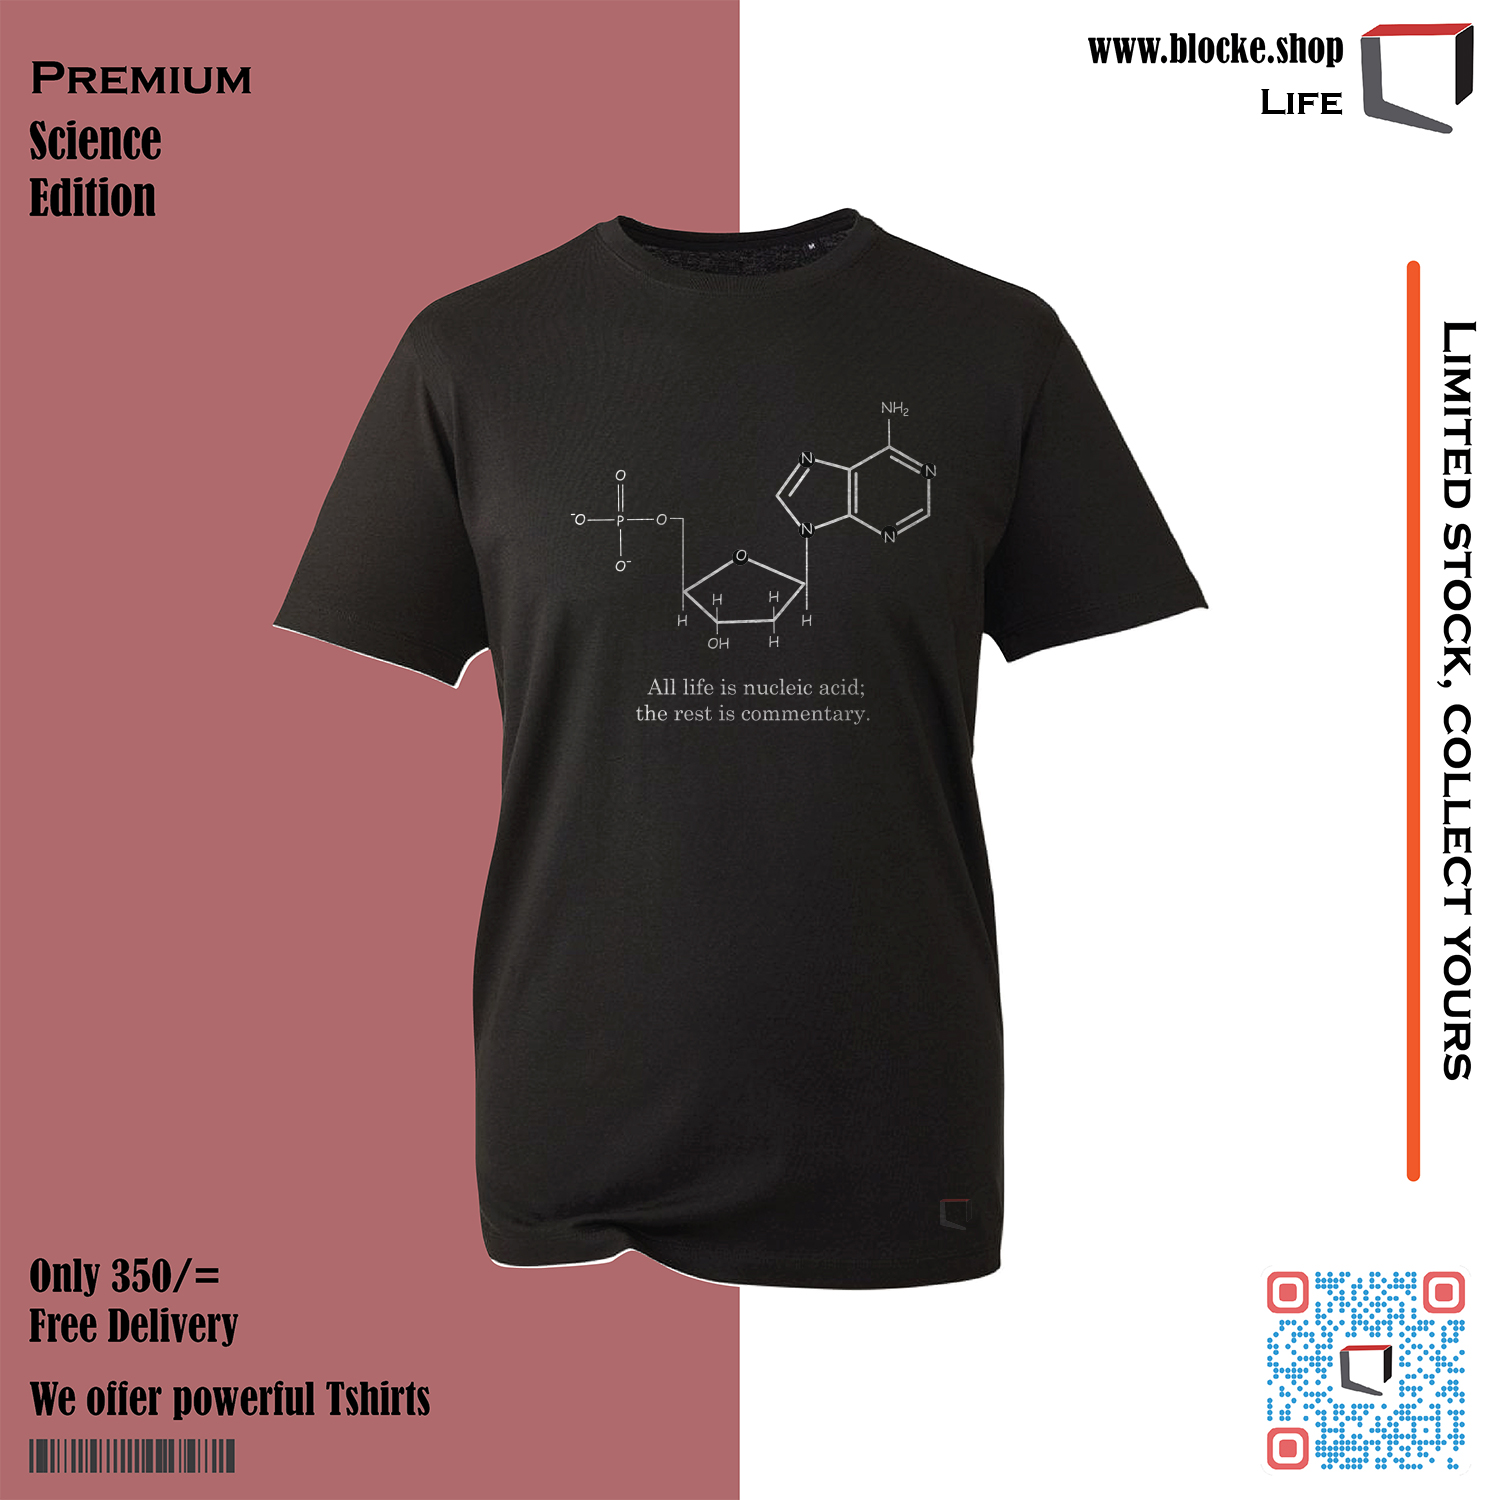 PREMIUM
Science
Edition
www.blocke.shop
LIFE
M
NH₂
N
N
N
N
O
⁻O
P
O
O⁻
O
H
H
H
H
OH
H
All life is nucleic acid;
the rest is commentary.
LIMITED STOCK, COLLECT YOURS
Only 350/=
Free Delivery
We offer powerful Tshirts